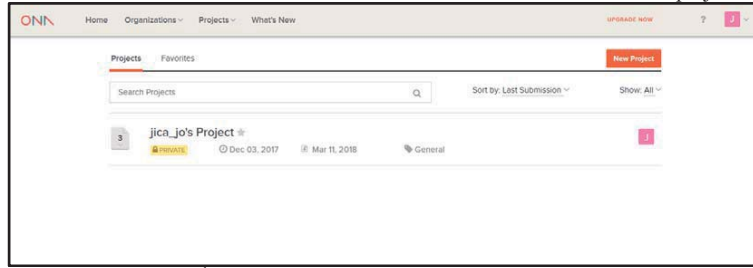 ONA Home Organizations Projects What's New UPGRADE NOW ? J
Projects Favorites New Project
Search Projects Sort by: Last Submission Show: All
3 jica_jo's Project J
PRIVATE Dec 03, 2017 Mar 11, 2018 General